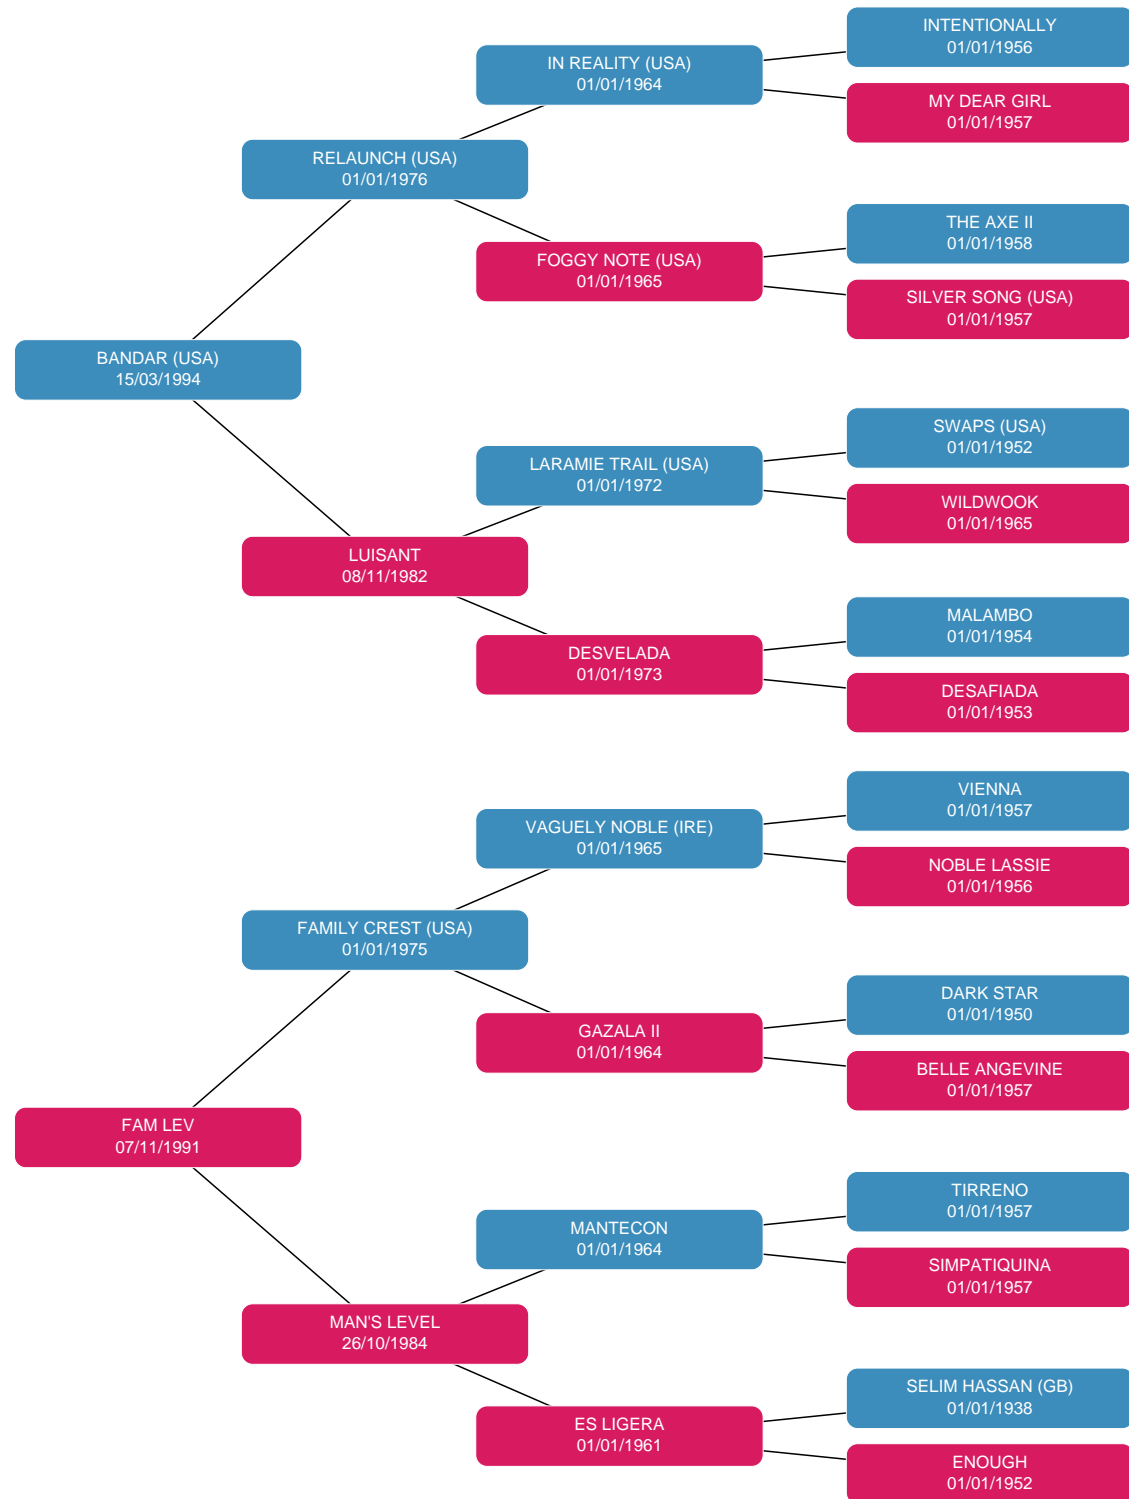 INTENTIONALLY
01/01/1956
IN REALITY (USA)
01/01/1964
MY DEAR GIRL
01/01/1957
RELAUNCH (USA)
01/01/1976
THE AXE II
01/01/1958
FOGGY NOTE (USA)
01/01/1965
SILVER SONG (USA)
01/01/1957
BANDAR (USA)
15/03/1994
SWAPS (USA)
01/01/1952
LARAMIE TRAIL (USA)
01/01/1972
WILDWOOK
01/01/1965
LUISANT
08/11/1982
MALAMBO
01/01/1954
DESVELADA
01/01/1973
DESAFIADA
01/01/1953
VIENNA
01/01/1957
VAGUELY NOBLE (IRE)
01/01/1965
NOBLE LASSIE
01/01/1956
FAMILY CREST (USA)
01/01/1975
DARK STAR
01/01/1950
GAZALA II
01/01/1964
BELLE ANGEVINE
01/01/1957
FAM LEV
07/11/1991
TIRRENO
01/01/1957
MANTECON
01/01/1964
SIMPATIQUINA
01/01/1957
MAN'S LEVEL
26/10/1984
SELIM HASSAN (GB)
01/01/1938
ES LIGERA
01/01/1961
ENOUGH
01/01/1952